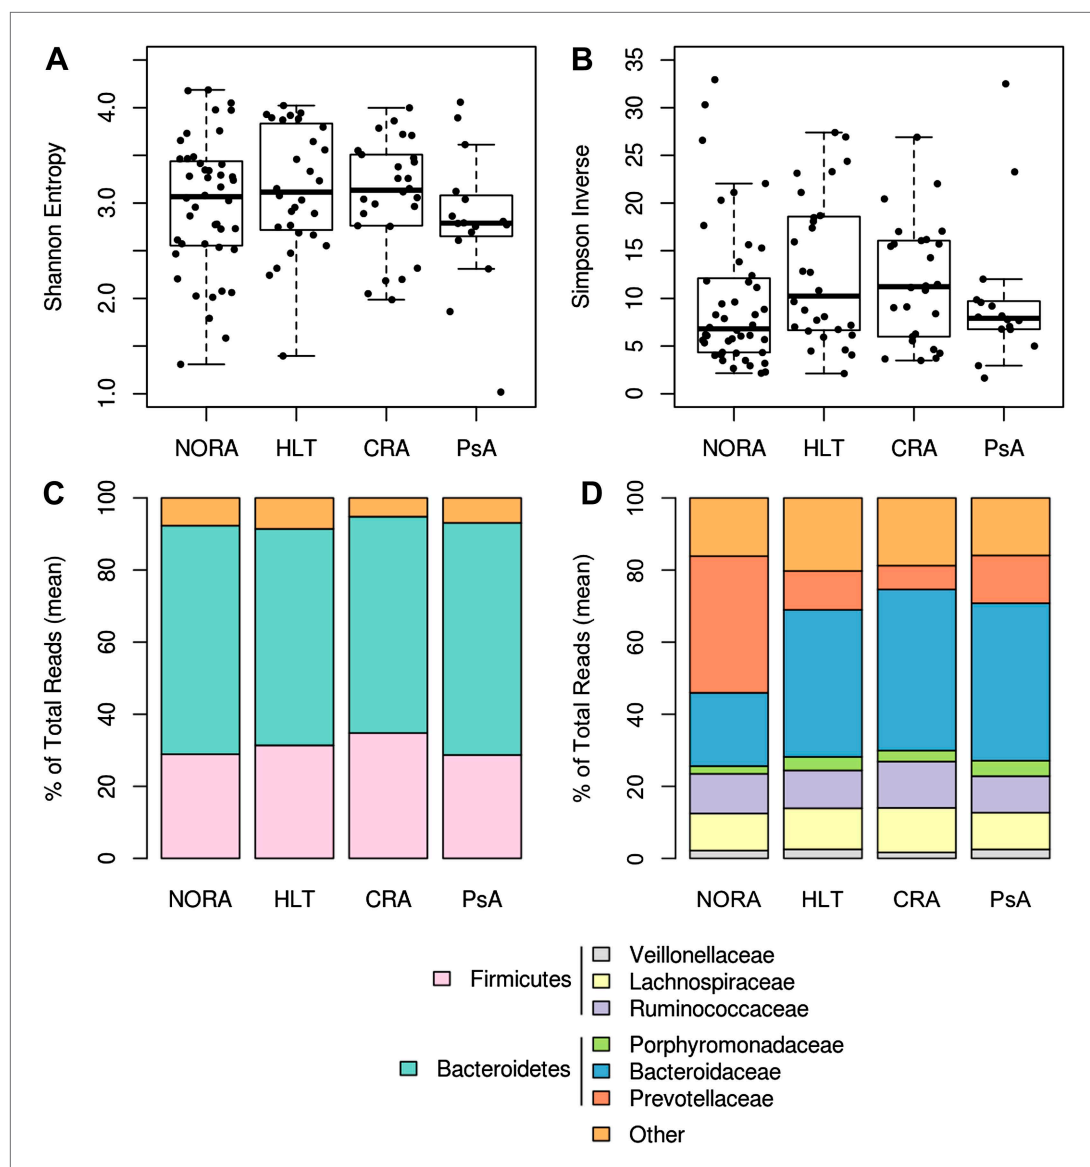 A
B
Shannon Entropy
4.0
3.0
2.0
1.0
NORA HLT CRA PsA
Simpson Inverse
35
30
25
20
15
10
5
0
NORA HLT CRA PsA
C
D
% of Total Reads (mean)
100
80
60
40
20
0
NORA HLT CRA PsA
% of Total Reads (mean)
100
80
60
40
20
0
NORA HLT CRA PsA
Firmicutes
Veillonellaceae
Lachnospiraceae
Ruminococcaceae
Bacteroidetes
Porphyromonadaceae
Bacteroidaceae
Prevotellaceae
Other